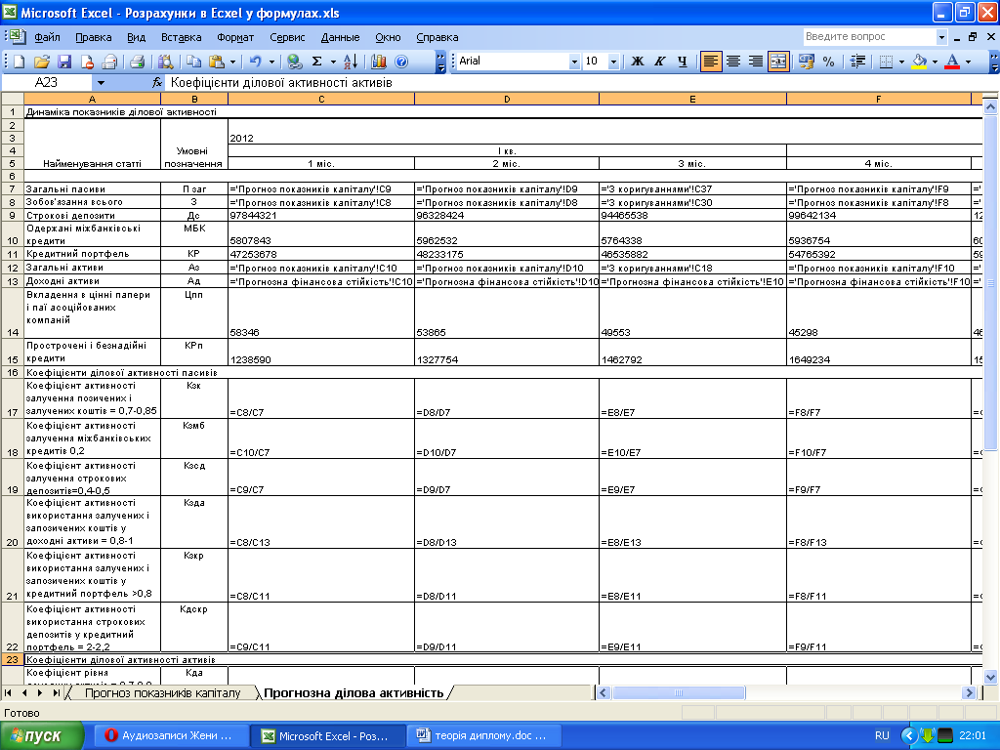 Microsoft Excel - Розрахунки в Есхel у формулах.xls
Файл Правка Вид Вставка Формат Сервис Данные Окно Справка Введите вопрос
Arial 10 Ж К Ч
A23 fx Коефіцієнти ділової активності активів
A B C D E F
1 Динаміка показників ділової активності
2
3 2012
4 І кв.
5 Найменування статті Умовні позначення 1 міс. 2 міс. 3 міс. 4 міс.
6
7 Загальні пасиви П заг ='Прогноз показників капіталу'!C9 ='Прогноз показників капіталу'!D9 ='З коригуваннями'!C37 ='Прогноз показників капіталу'!F9 ='
8 Зобов'язання всього З ='Прогноз показників капіталу'!C8 ='Прогноз показників капіталу'!D8 ='З коригуваннями'!C30 ='Прогноз показників капіталу'!F8 ='
9 Строкові депозити Дс 97844321 96328424 94465538 99642134 12
Одержані міжбанківські МБК
10 кредити 5807843 5962532 5764338 5936754 60
11 Кредитний портфель КР 47253678 48233175 46535882 54765392 59
12 Загальні активи Аз ='Прогноз показників капіталу'!C10 ='Прогноз показників капіталу'!D10 ='З коригуваннями'!C18 ='Прогноз показників капіталу'!F10 ='
13 Доходні активи Ад ='Прогнозна фінансова стійкість'!C10 ='Прогнозна фінансова стійкість'!D10 ='Прогнозна фінансова стійкість'!E10 ='Прогнозна фінансова стійкість'!F10 ='
Вкладення в цінні папери Цпп
і паї асоційованих
компаній
14 58346 53865 49553 45298 46
Прострочені і безнадійні КРп
15 кредити 1238590 1327754 1462792 1649234 15
16 Коефіцієнти ділової активності пасивів
Коефіцієнт активності Кзк
залучення позичених і
17 залучених коштів = 0,7-0,85 =C8/C7 =D8/D7 =E8/E7 =F8/F7
Коефіцієнт активності Кзмб
залучення міжбанківських
18 кредитів 0,2 =C10/C7 =D10/D7 =E10/E7 =F10/F7
Коефіцієнт активності Кзсд
залучення строкових
19 депозитів=0,4-0,5 =C9/C7 =D9/D7 =E9/E7 =F9/F7
Коефіцієнт активності Кзда
використання залучених і
запозичених коштів у
20 доходні активи = 0,8-1 =C8/C13 =D8/D13 =E8/E13 =F8/F13
Коефіцієнт активності Кзкр
використання залучених і
запозичених коштів у
21 кредитний портфель >0,8 =C8/C11 =D8/D11 =E8/E11 =F8/F11
Коефіцієнт активності Кдскр
використання строкових
депозитів у кредитний
22 портфель = 2-2,2 =C9/C11 =D9/D11 =E9/E11 =F9/F11
23 Коефіцієнти ділової активності активів
Коефіцієнт рівна Кда
Прогноз показників капіталу Прогнозна ділова активність
Готово
пуск Аудиозаписи Жени ... Microsoft Excel - Роз... теорія диплому.doc ... RU 22:01